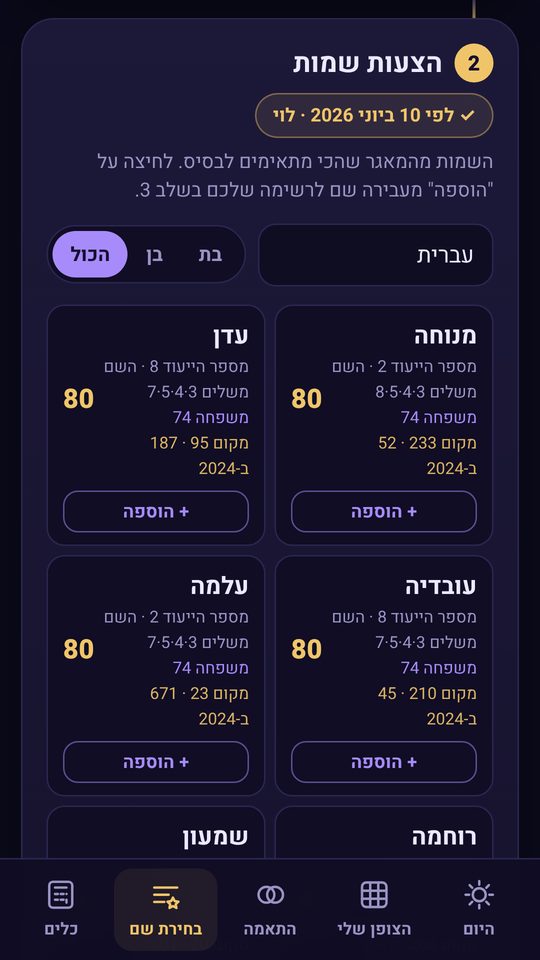 2 הצעות שמות
✓ לפי 10 ביוני 2026 · לוי
השמות מהמאגר שהכי מתאימים לבסיס. לחיצה על
"הוספה" מעבירה שם לרשימה שלכם בשלב 3.
עברית
בת בן הכול
מנוחה
מספר הייעוד 2 · השם
משלים 3·4·5·8
משפחה 74
מקום 233 · 52
ב-2024
80
+ הוספה
עדן
מספר הייעוד 8 · השם
משלים 3·4·5·7
משפחה 74
מקום 95 · 187
ב-2024
80
+ הוספה
עובדיה
מספר הייעוד 8 · השם
משלים 3·4·5·7
משפחה 74
מקום 210 · 45
ב-2024
80
+ הוספה
עלמה
מספר הייעוד 2 · השם
משלים 3·4·5·7
משפחה 74
מקום 23 · 671
ב-2024
80
+ הוספה
רוחמה
שמעון
היום
הצופן שלי
התאמה
בחירת שם
כלים